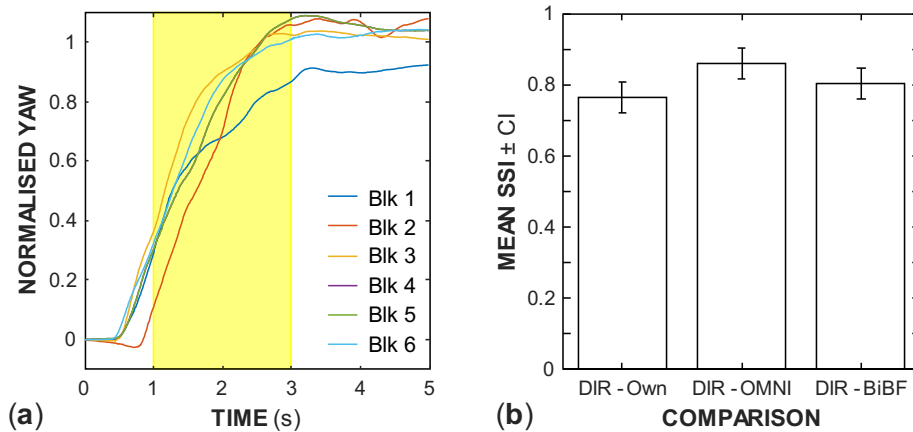 NORMALISED YAW
1
0.8
0.6
0.4
0.2
0
Blk 1
Blk 2
Blk 3
Blk 4
Blk 5
Blk 6
0 1 2 3 4 5
(a) TIME (s)
MEAN SSI ± CI
1
0.8
0.6
0.4
0.2
0
DIR - Own DIR - OMNI DIR - BiBF
(b) COMPARISON